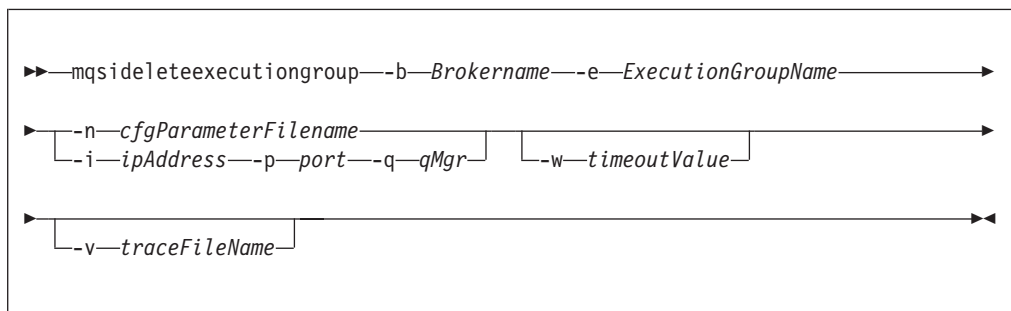 mqsideleteexecutiongroup -b Brokername -e ExecutionGroupName
-n cfgParameterFilename
-i ipAddress -p port -q qMgr -w timeoutValue
-v traceFileName